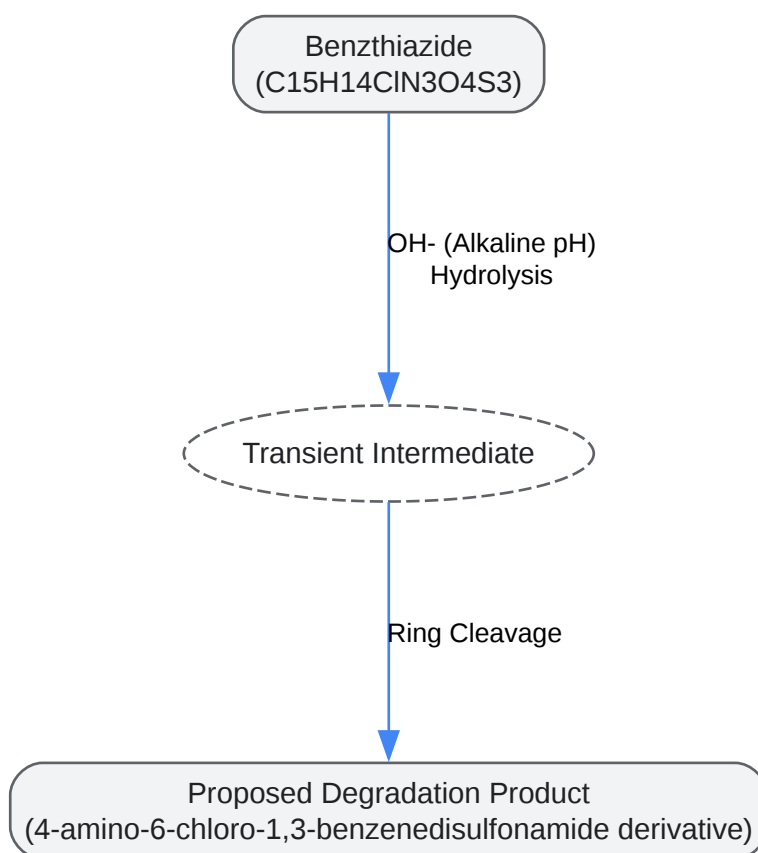 Benzthiazide
(C15H14ClN3O4S3)
OH- (Alkaline pH)
Hydrolysis
Transient Intermediate
Ring Cleavage
Proposed Degradation Product
(4-amino-6-chloro-1,3-benzenedisulfonamide derivative)